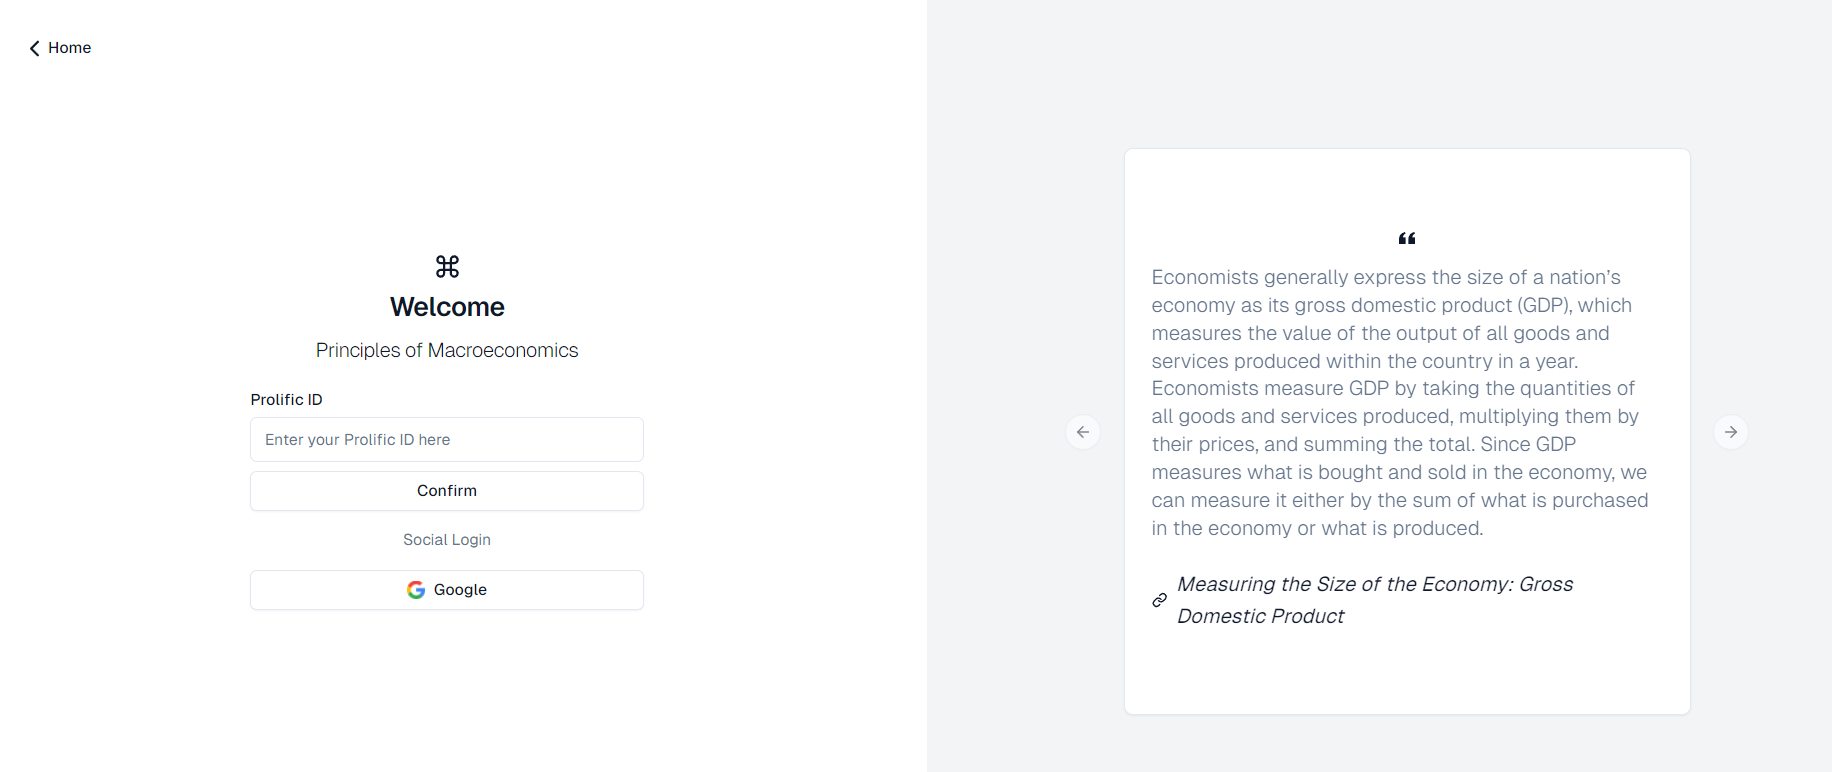 Home
Welcome
Principles of Macroeconomics
Prolific ID
Enter your Prolific ID here
Confirm
Social Login
Google
“
Economists generally express the size of a nation’s
economy as its gross domestic product (GDP), which
measures the value of the output of all goods and
services produced within the country in a year.
Economists measure GDP by taking the quantities of
all goods and services produced, multiplying them by
their prices, and summing the total. Since GDP
measures what is bought and sold in the economy, we
can measure it either by the sum of what is purchased
in the economy or what is produced.
Measuring the Size of the Economy: Gross
Domestic Product